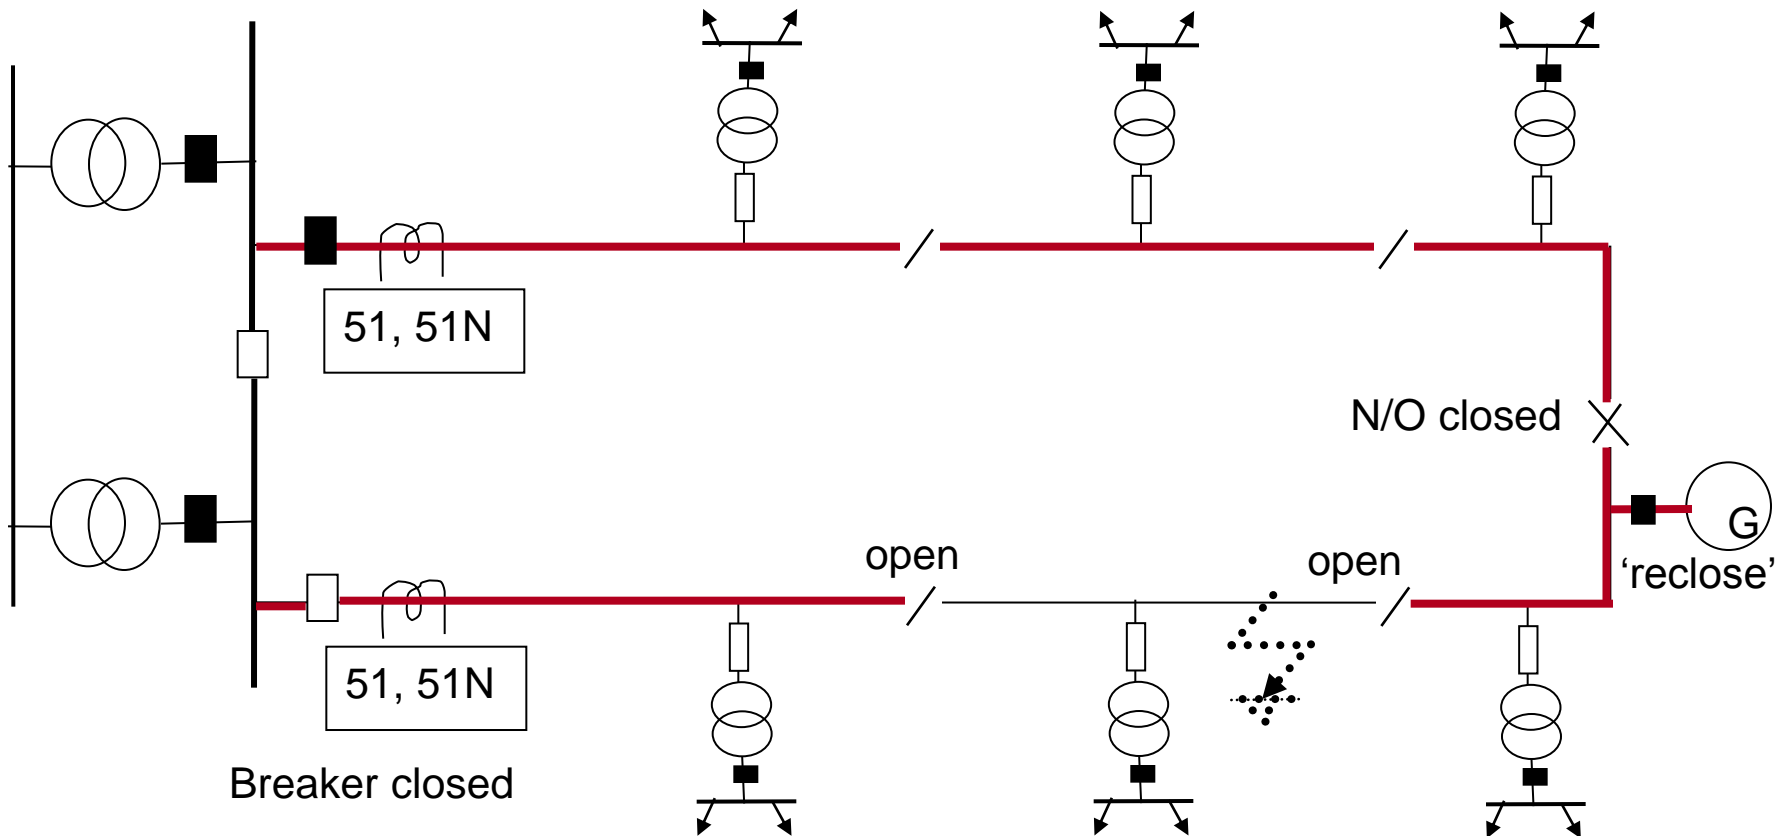 51, 51N
N/O closed
G
'reclose'
open
open
51, 51N
Breaker closed